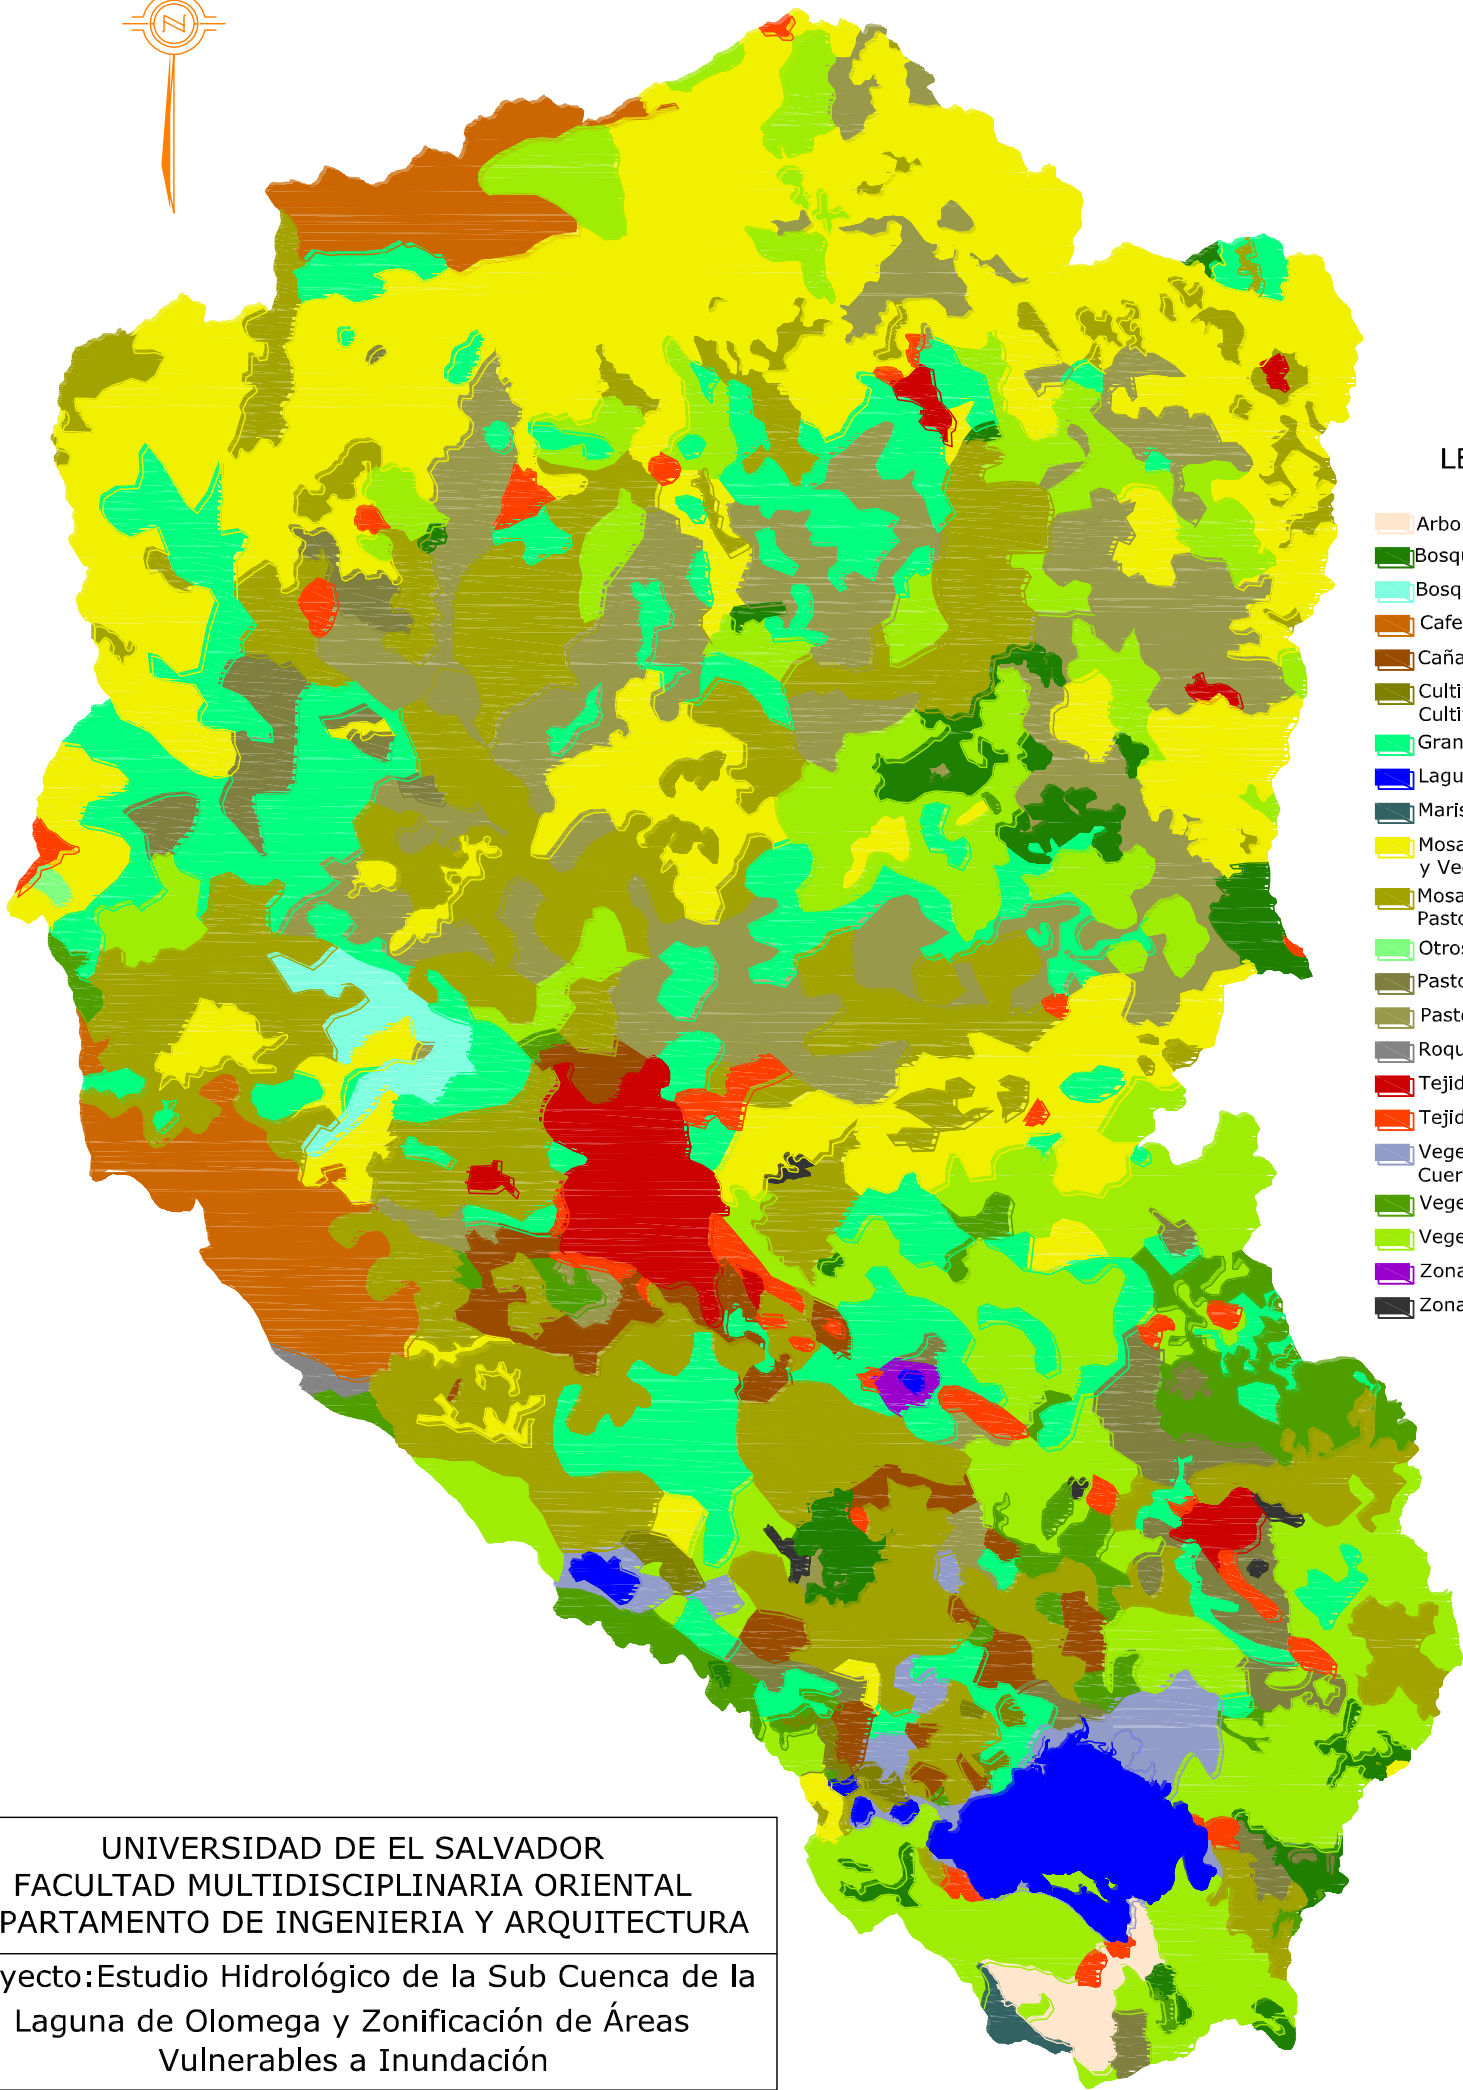 N
LE
Arbo
Bosqu
Bosq
Cafe
Caña
Culti
Culti
Gran
Lagu
Maris
Mosa
y Ve
Mosa
Pasto
Otros
Pasto
Pasto
Roqu
Tejid
Tejid
Vege
Cuer
Vege
Vege
Zona
Zona
UNIVERSIDAD DE EL SALVADOR
FACULTAD MULTIDISCIPLINARIA ORIENTAL
PARTAMENTO DE INGENIERIA Y ARQUITECTURA
yecto:Estudio Hidrológico de la Sub Cuenca de la
Laguna de Olomega y Zonificación de Áreas
Vulnerables a Inundación